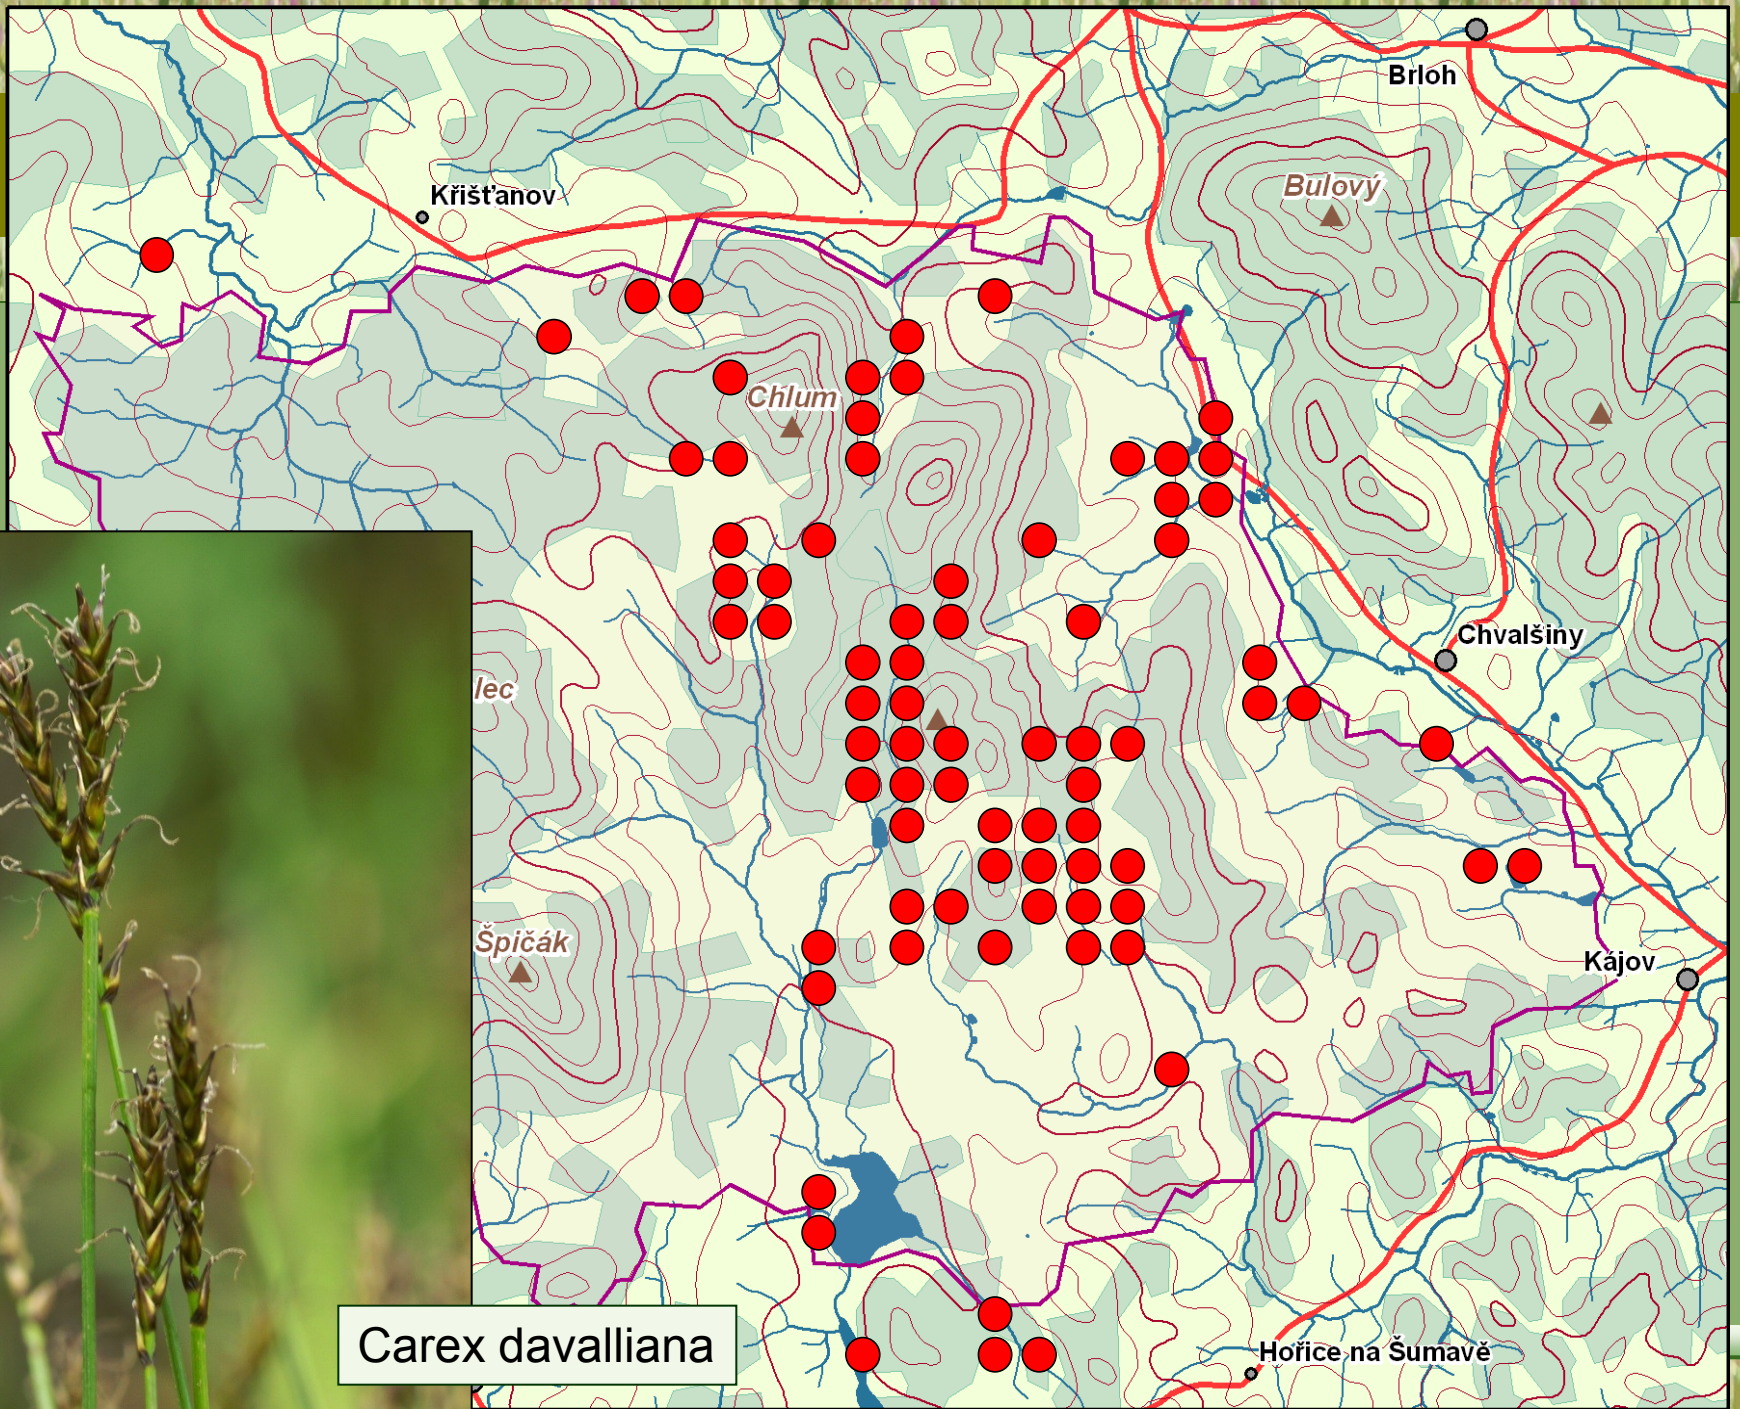 Brloh
Křišťanov
Bulový
Chlum
Chvalšiny
lec
Špičák
Kájov
Carex davalliana
Hořice na Šumavě